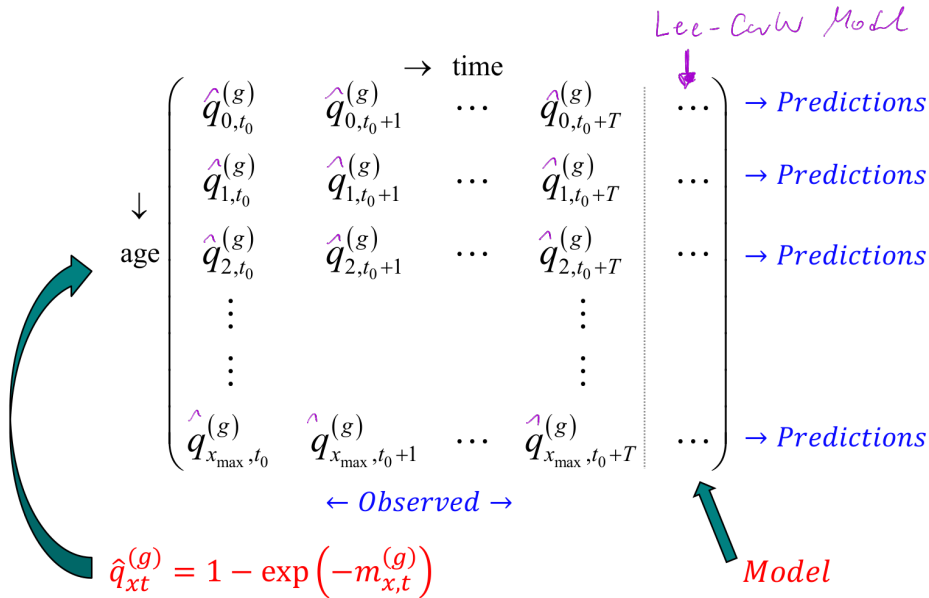 Lee-Carter Model
→ time
q̂_{0,t_0}^{(g)} q̂_{0,t_0+1}^{(g)} ⋯ q̂_{0,t_0+T}^{(g)} ⋯ → Predictions
q̂_{1,t_0}^{(g)} q̂_{1,t_0+1}^{(g)} ⋯ q̂_{1,t_0+T}^{(g)} ⋯ → Predictions
↓
age q̂_{2,t_0}^{(g)} q̂_{2,t_0+1}^{(g)} ⋯ q̂_{2,t_0+T}^{(g)} ⋯ → Predictions
⋮ ⋮
⋮ ⋮
q̂_{x_max,t_0}^{(g)} q̂_{x_max,t_0+1}^{(g)} ⋯ q̂_{x_max,t_0+T}^{(g)} ⋯ → Predictions
← Observed →
q̂_{xt}^{(g)} = 1 − exp(−m_{x,t}^{(g)})
Model